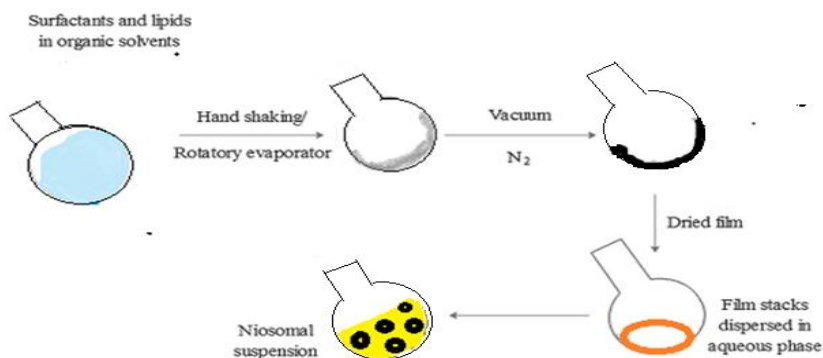 Surfactants and lipids
in organic solvents
Hand shaking/
Rotatory evaporator
Vacuum
N₂
Dried film
Film stacks
dispersed in
aqueous phase
Niosomal
suspension